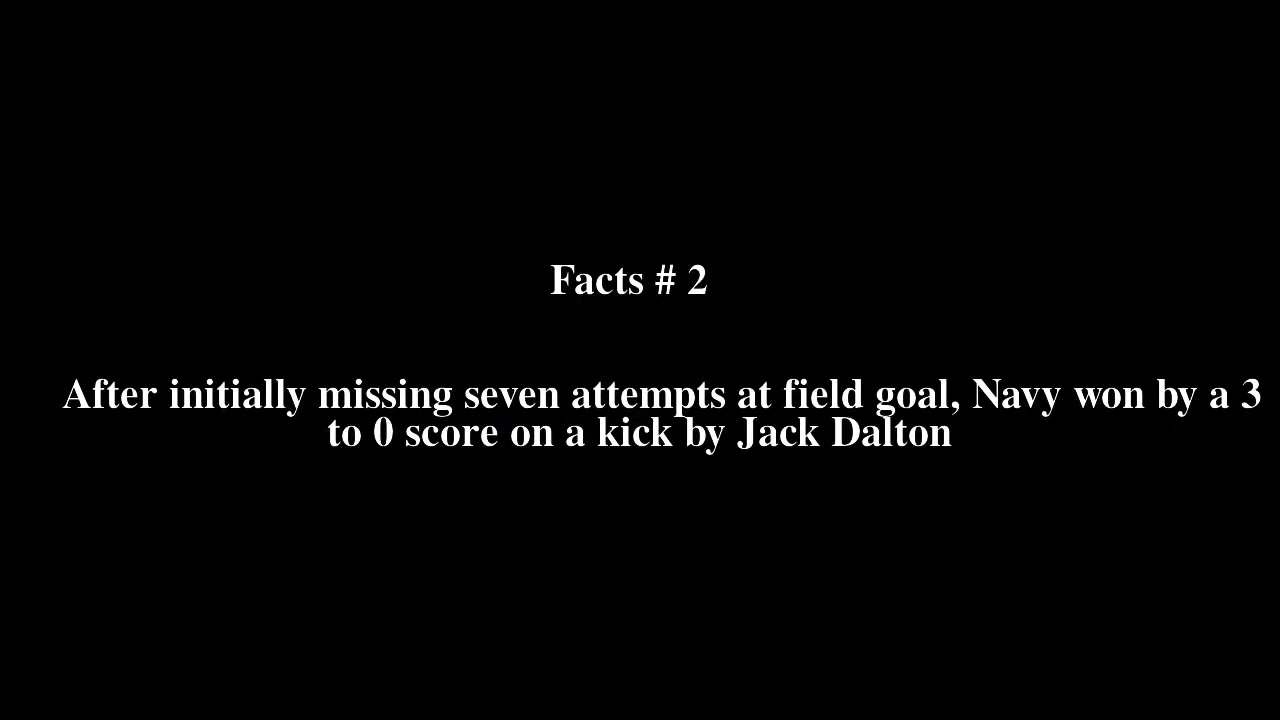 Facts # 2
After initially missing seven attempts at field goal, Navy won by a 3
to 0 score on a kick by Jack Dalton